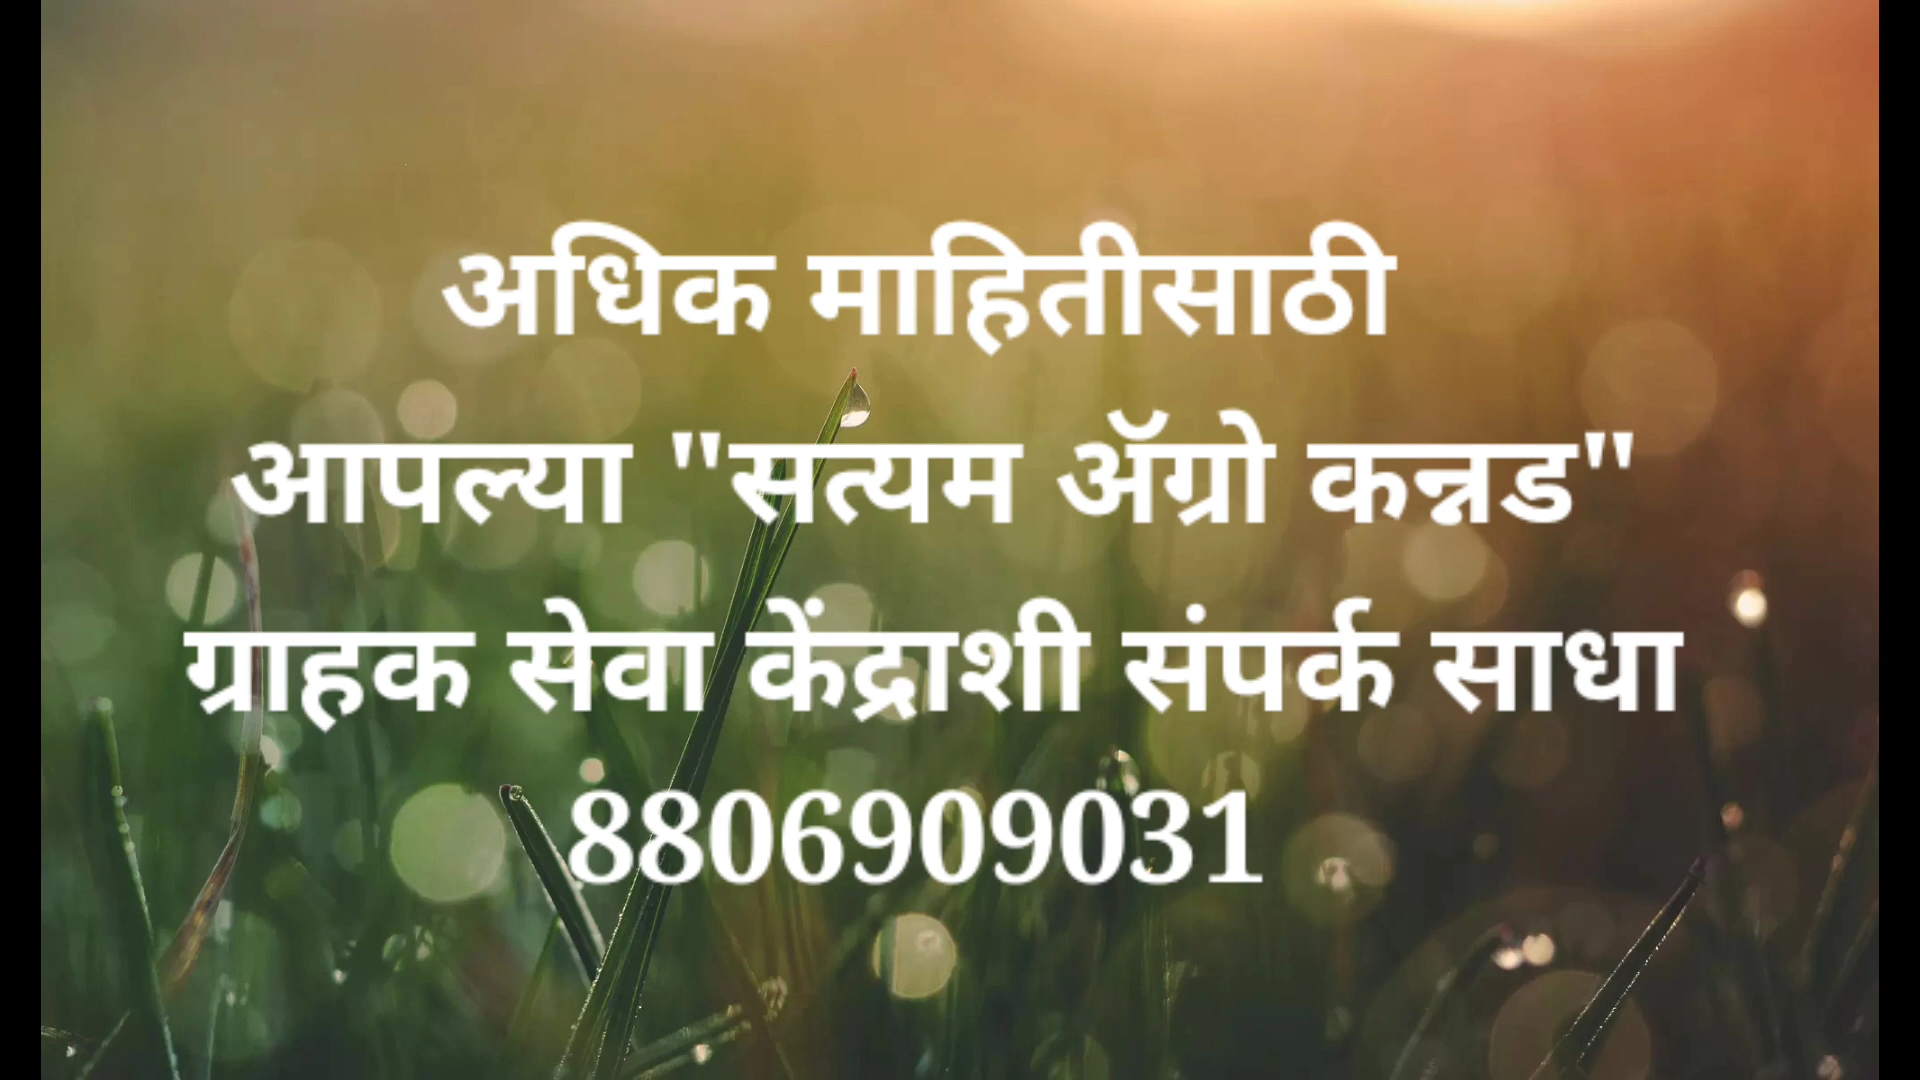 अधिक माहितीसाठी
आपल्या "सत्यम ॲग्रो कन्नड"
ग्राहक सेवा केंद्राशी संपर्क साधा
8806909031